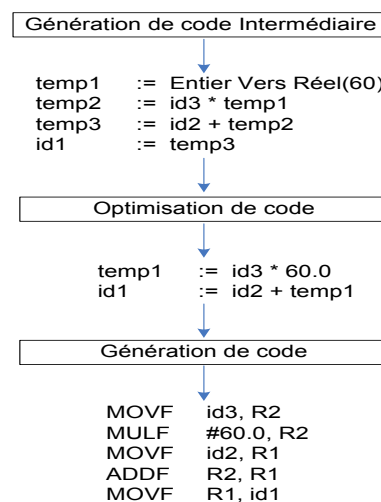 Génération de code Intermédiaire
temp1 := Entier Vers Réel(60)
temp2 := id3 * temp1
temp3 := id2 + temp2
id1 := temp3
Optimisation de code
temp1 := id3 * 60.0
id1 := id2 + temp1
Génération de code
MOVF id3, R2
MULF #60.0, R2
MOVF id2, R1
ADDF R2, R1
MOVF R1, id1